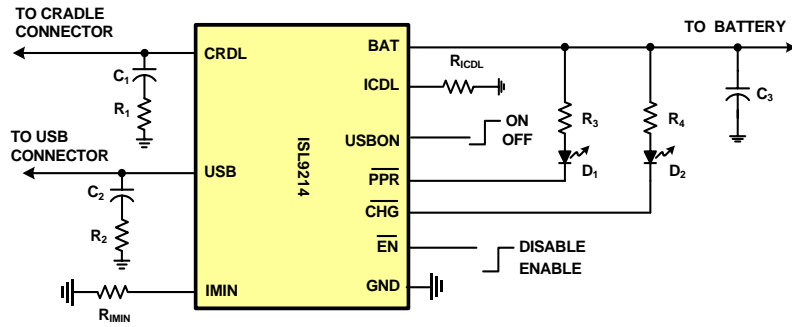 TO CRADLE
CONNECTOR
CRDL
C1
R1
TO USB
CONNECTOR
USB
C2
R2
IMIN
RIMIN
ISL9214
BAT
TO BATTERY
ICDL
RICDL
USBON
ON
OFF
PPR
CHG
EN
DISABLE
ENABLE
GND
R3
D1
R4
D2
C3